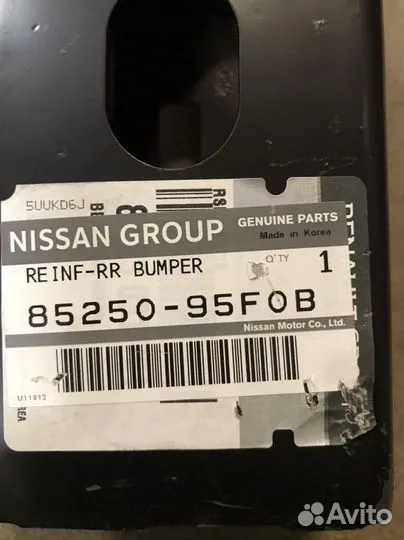 5UUKD6J
NISSAN GROUP
GENUINE PARTS
Made in Korea
REINF-RR BUMPER
Q'TY 1
85250-95F0B
Nissan Motor Co., Ltd.
U11912
REA
Avito